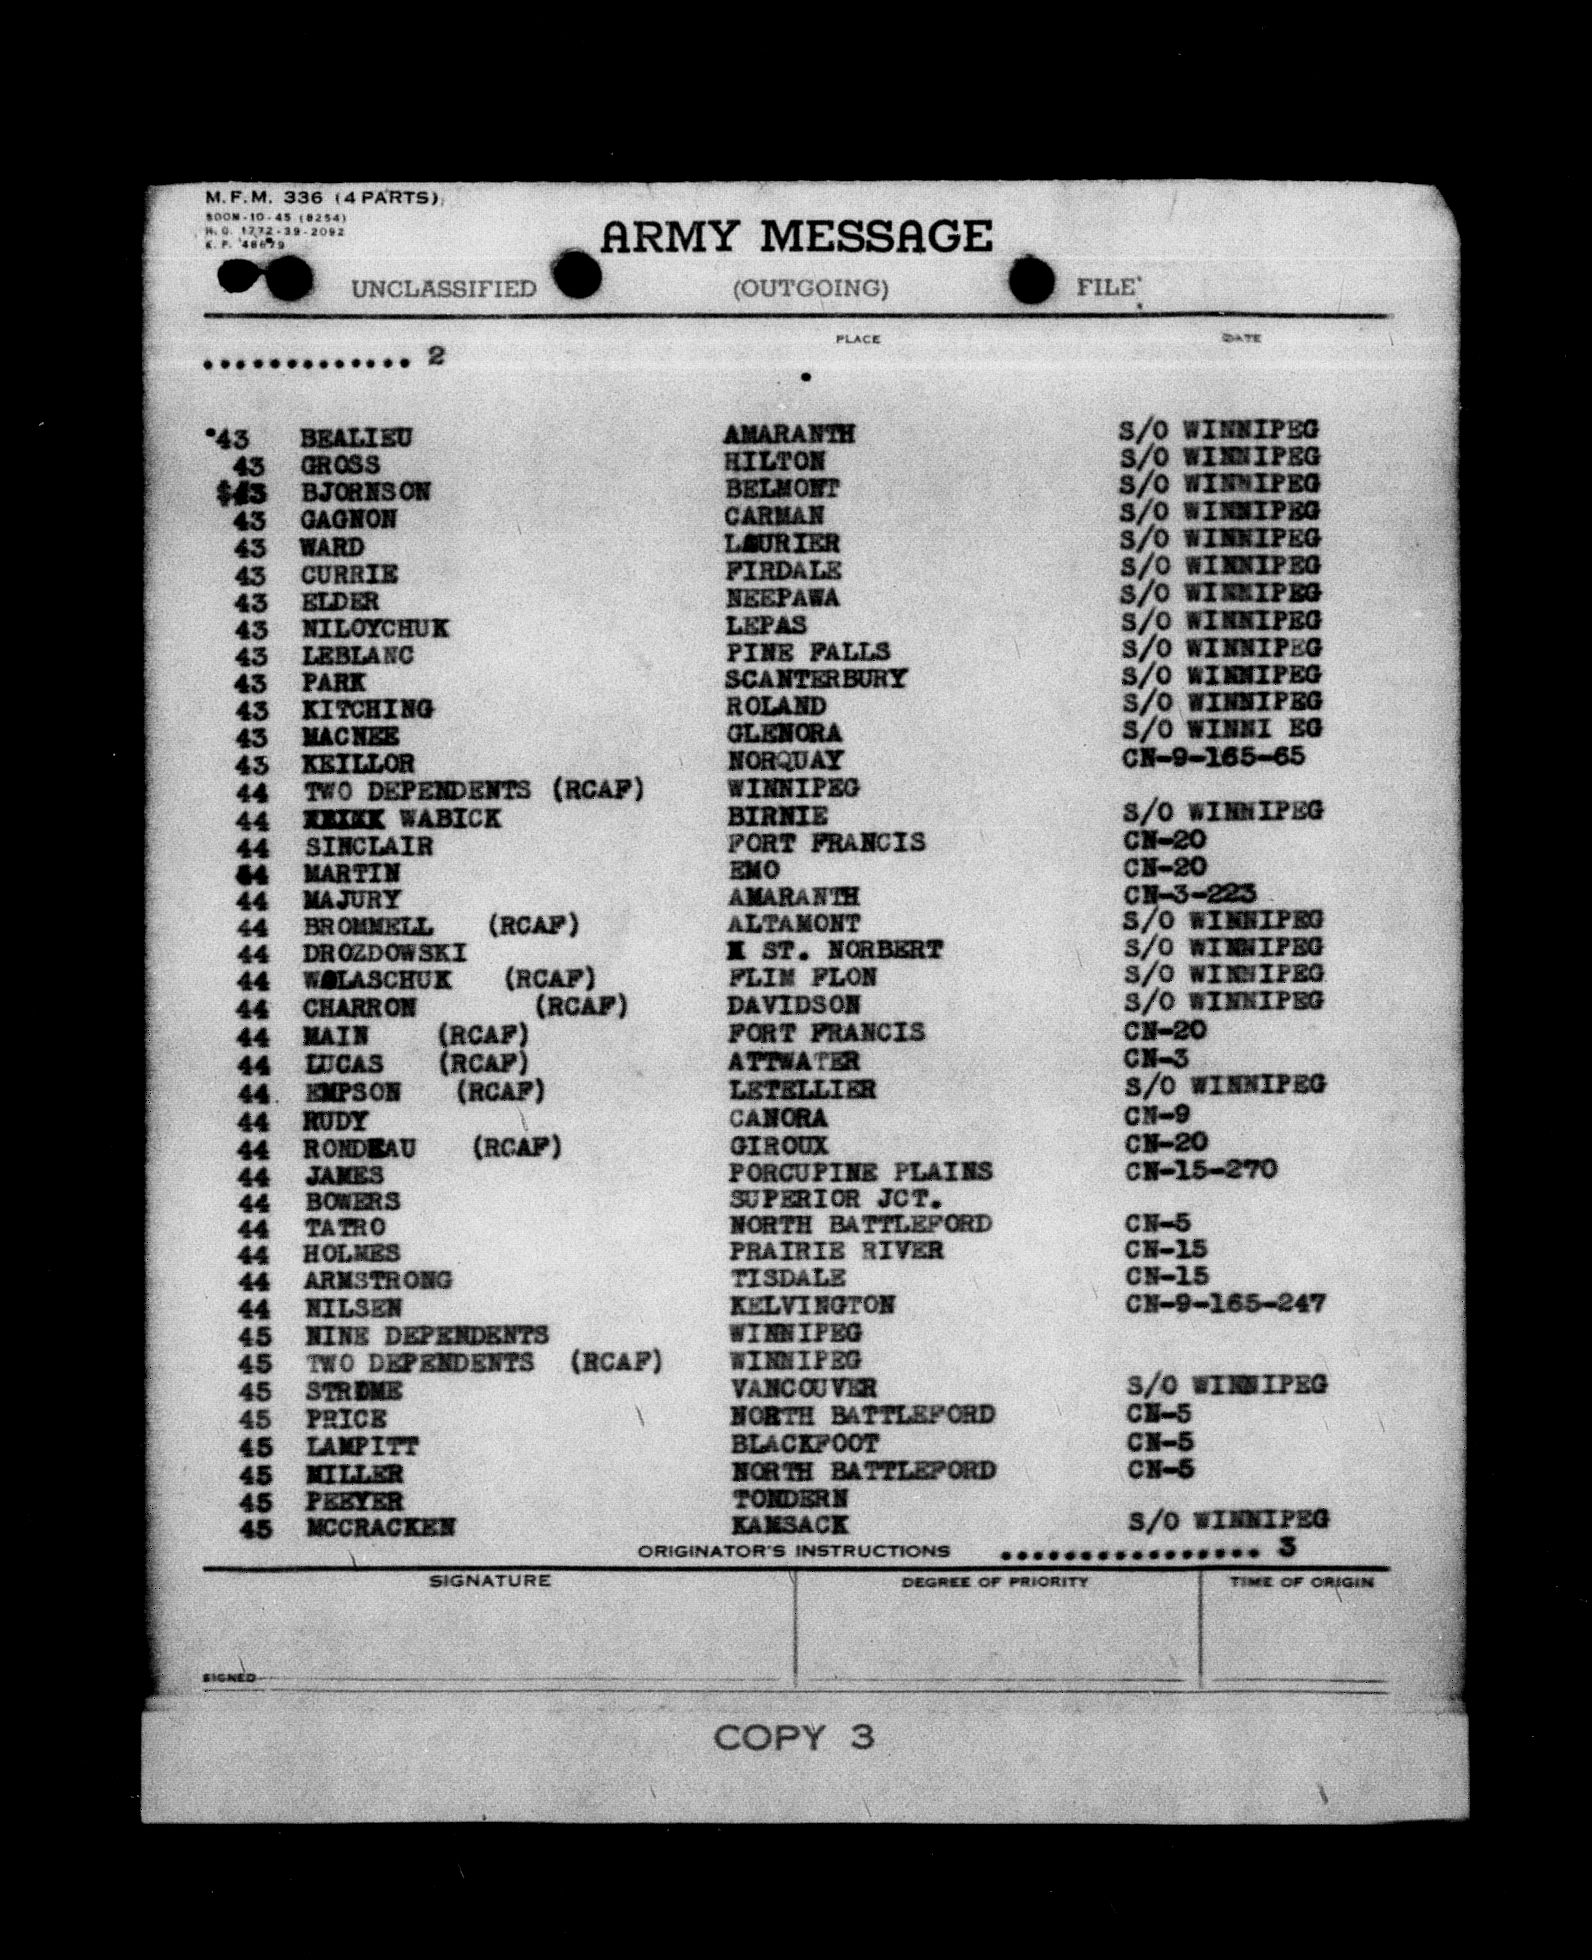 M.F.M. 336 (4 PARTS)
500M-10-45 (8254)
H.Q. 1772-39-2092
K.P. 48679
ARMY MESSAGE
UNCLASSIFIED (OUTGOING) FILE
PLACE DATE
............. 2
43 BEALIEU AMARANTH S/O WINNIPEG
43 GROSS HILTON S/O WINNIPEG
$43 BJORNSON BELMONT S/O WINNIPEG
43 GAGNON CARMAN S/O WINNIPEG
43 WARD LAURIER S/O WINNIPEG
43 CURRIE FIRDALE S/O WINNIPEG
43 ELDER NEEPAWA S/O WINNIPEG
43 NILOYCHUK LEPAS S/O WINNIPEG
43 LEBLANC PINE FALLS S/O WINNIPEG
43 PARK SCANTERBURY S/O WINNIPEG
43 KITCHING ROLAND S/O WINNIPEG
43 MACNEE GLENORA S/O WINNI EG
43 KEILLOR NORQUAY CN-9-165-65
44 TWO DEPENDENTS (RCAF) WINNIPEG
44 WABICK BIRNIE S/O WINNIPEG
44 SINCLAIR FORT FRANCIS CN-20
44 MARTIN EMO CN-20
44 MAJURY AMARANTH CN-3-223
44 BROMMELL (RCAF) ALTAMONT S/O WINNIPEG
44 DROZDOWSKI X ST. NORBERT S/O WINNIPEG
44 WOLASCHUK (RCAF) FLIM FLON S/O WINNIPEG
44 CHARRON (RCAF) DAVIDSON S/O WINNIPEG
44 MAIN (RCAF) FORT FRANCIS CN-20
44 LUCAS (RCAF) ATTWATER CN-3
44 EMPSON (RCAF) LETELLIER S/O WINNIPEG
44 RUDY CANORA CN-9
44 RONDEAU (RCAF) GIROUX CN-20
44 JAMES PORCUPINE PLAINS CN-15-270
44 BOWERS SUPERIOR JCT.
44 TATRO NORTH BATTLEFORD CN-5
44 HOLMES PRAIRIE RIVER CN-15
44 ARMSTRONG TISDALE CN-15
44 NILSEN KELVINGTON CN-9-165-247
45 NINE DEPENDENTS WINNIPEG
45 TWO DEPENDENTS (RCAF) WINNIPEG
45 STROME VANCOUVER S/O WINNIPEG
45 PRICE NORTH BATTLEFORD CN-5
45 LAMPITT BLACKFOOT CN-5
45 MILLER NORTH BATTLEFORD CN-5
45 PEEYER TONDERN
45 MCCRACKEN KAMSACK S/O WINNIPEG
ORIGINATOR'S INSTRUCTIONS ................ 3
SIGNATURE DEGREE OF PRIORITY TIME OF ORIGIN
SIGNED
COPY 3